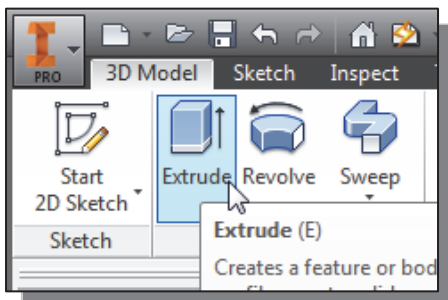 PRO
3D Model Sketch Inspect
Start
2D Sketch
Extrude Revolve Sweep
Sketch
Extrude (E)
Creates a feature or bod